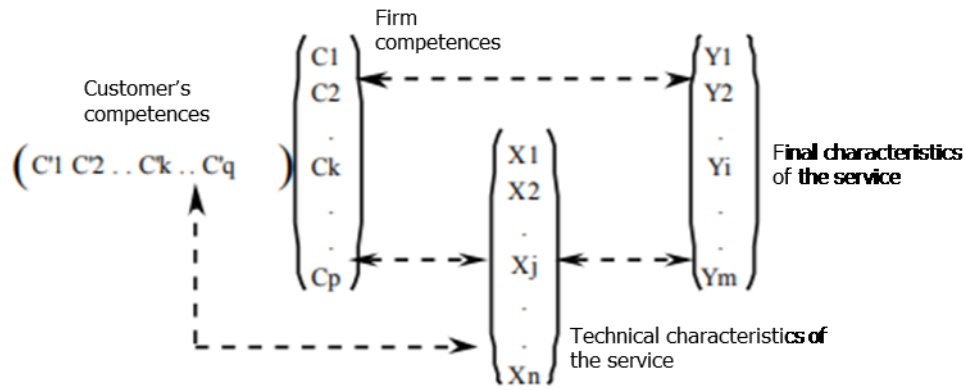 Firm
competences
Customer's
competences
(C'1 C'2 . . C'k . . C'q )
C1
C2
.
Ck
.
.
Cp
X1
X2
.
Xj
.
.
Xn
Y1
Y2
.
Yi
.
.
Ym
Final characteristics
of the service
Technical characteristics of
the service